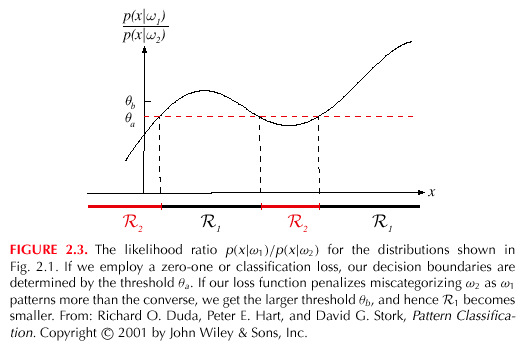 p(x|ω₁)
p(x|ω₂)
θb
θa
x
R₂ R₁ R₂ R₁
FIGURE 2.3. The likelihood ratio p(x|ω₁)/p(x|ω₂) for the distributions shown in
Fig. 2.1. If we employ a zero-one or classification loss, our decision boundaries are
determined by the threshold θa. If our loss function penalizes miscategorizing ω₂ as ω₁
patterns more than the converse, we get the larger threshold θb, and hence R₁ becomes
smaller. From: Richard O. Duda, Peter E. Hart, and David G. Stork, Pattern Classifica-
tion. Copyright © 2001 by John Wiley & Sons, Inc.